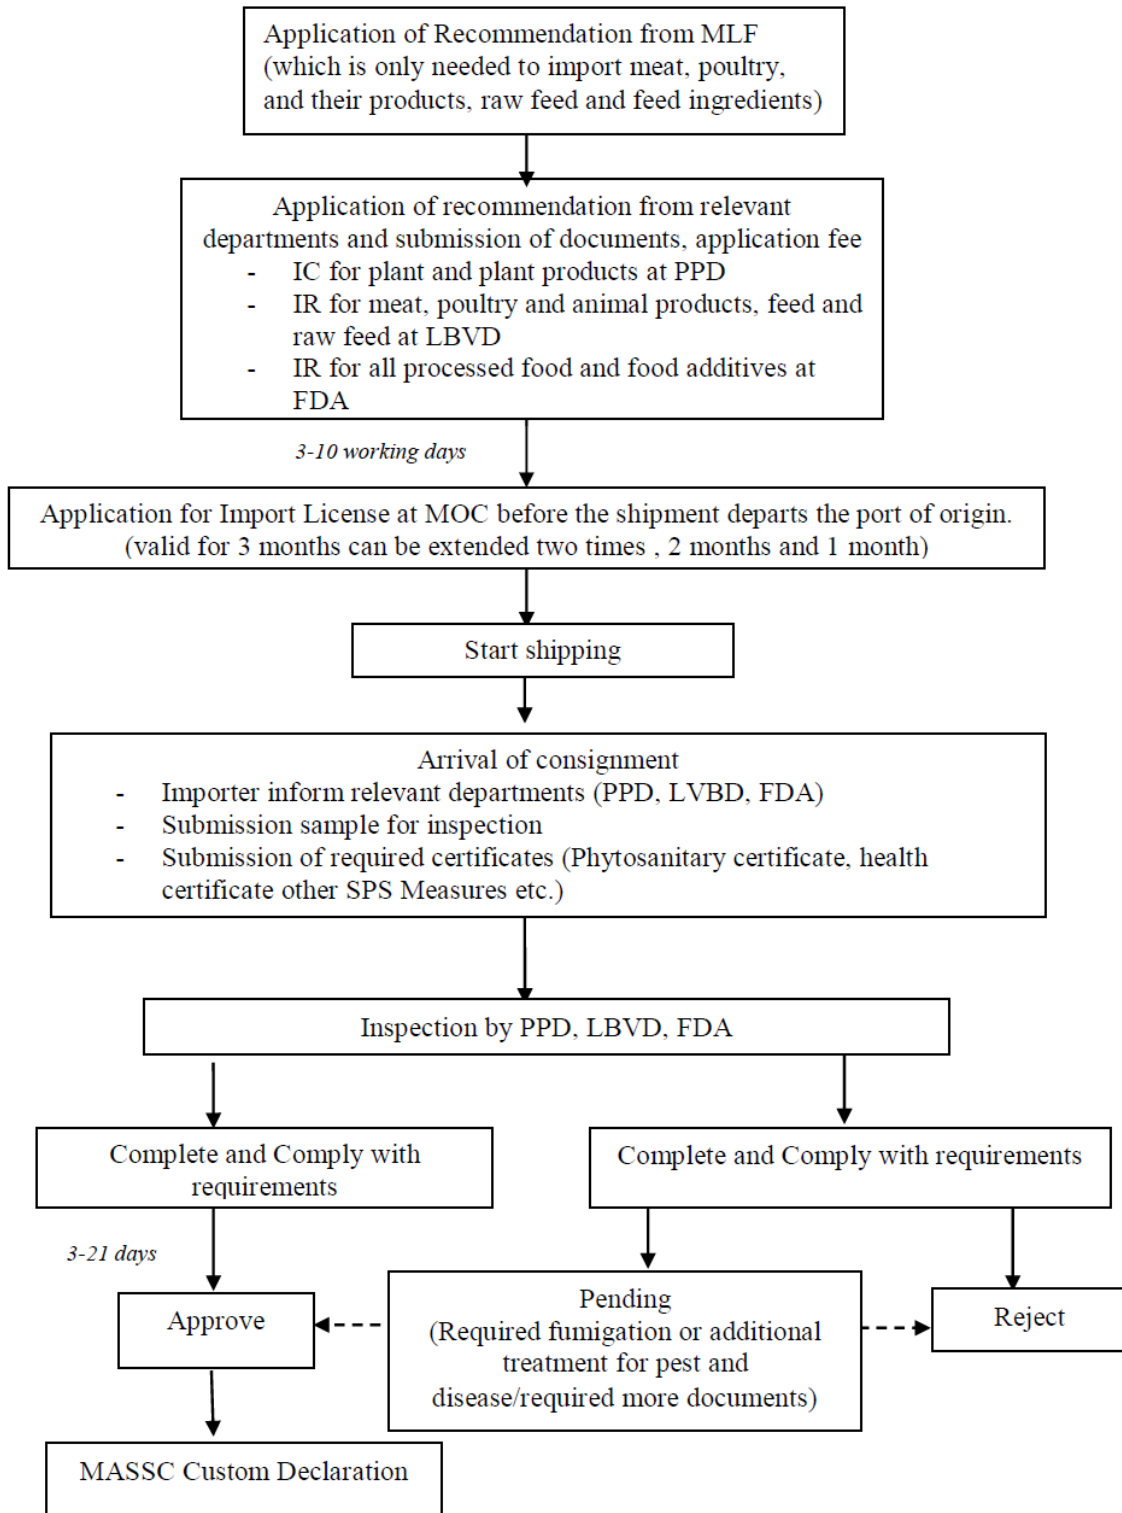 Application of Recommendation from MLF
(which is only needed to import meat, poultry,
and their products, raw feed and feed ingredients)
Application of recommendation from relevant
departments and submission of documents, application fee
- IC for plant and plant products at PPD
- IR for meat, poultry and animal products, feed and
raw feed at LBVD
- IR for all processed food and food additives at
FDA
3-10 working days
Application for Import License at MOC before the shipment departs the port of origin.
(valid for 3 months can be extended two times , 2 months and 1 month)
Start shipping
Arrival of consignment
- Importer inform relevant departments (PPD, LVBD, FDA)
- Submission sample for inspection
- Submission of required certificates (Phytosanitary certificate, health
certificate other SPS Measures etc.)
Inspection by PPD, LBVD, FDA
Complete and Comply with
requirements
Complete and Comply with requirements
3-21 days
Approve
Pending
(Required fumigation or additional
treatment for pest and
disease/required more documents)
Reject
MASSC Custom Declaration